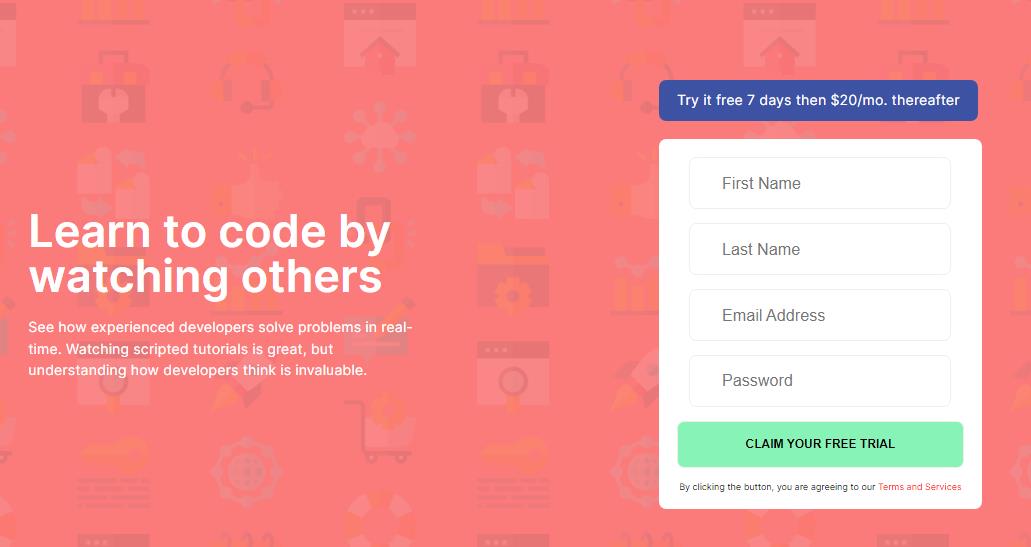 Learn to code by
watching others
See how experienced developers solve problems in real-
time. Watching scripted tutorials is great, but
understanding how developers think is invaluable.
Try it free 7 days then $20/mo. thereafter
First Name
Last Name
Email Address
Password
CLAIM YOUR FREE TRIAL
By clicking the button, you are agreeing to our Terms and Services